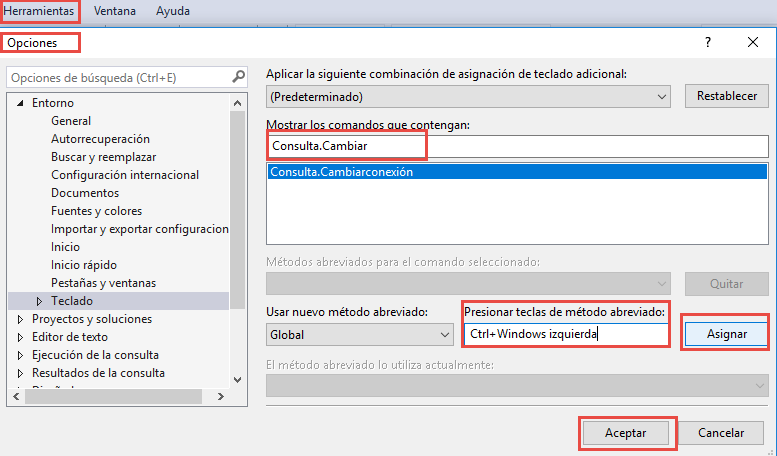 Herramientas Ventana Ayuda
Opciones
?
Opciones de búsqueda (Ctrl+E)
Entorno
General
Autorrecuperación
Buscar y reemplazar
Configuración internacional
Documentos
Fuentes y colores
Importar y exportar configuracion
Inicio
Inicio rápido
Pestañas y ventanas
Teclado
Proyectos y soluciones
Editor de texto
Ejecución de la consulta
Resultados de la consulta
Aplicar la siguiente combinación de asignación de teclado adicional:
(Predeterminado)
Restablecer
Mostrar los comandos que contengan:
Consulta.Cambiar
Consulta.Cambiarconexión
Métodos abreviados para el comando seleccionado:
Quitar
Usar nuevo método abreviado:
Presionar teclas de método abreviado:
Global
Ctrl+Windows izquierda
Asignar
El método abreviado lo utiliza actualmente:
Aceptar
Cancelar